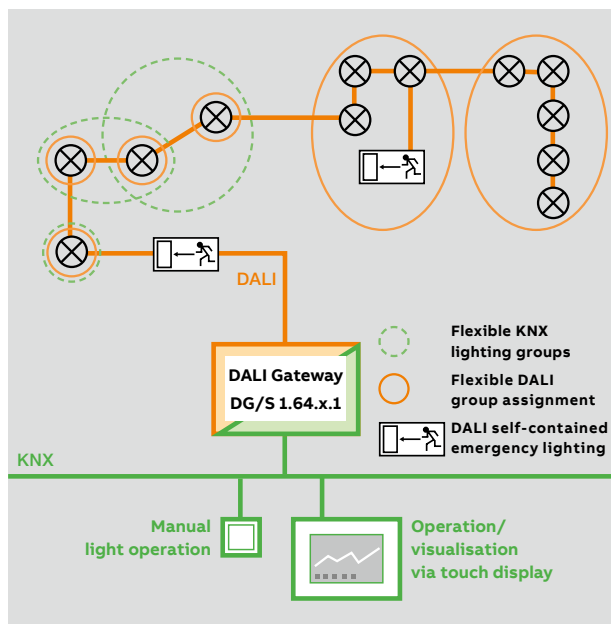 DALI
DALI Gateway
DG/S 1.64.x.1
Flexible KNX
lighting groups
Flexible DALI
group assignment
DALI self-contained
emergency lighting
KNX
Manual
light operation
Operation/
visualisation
via touch display